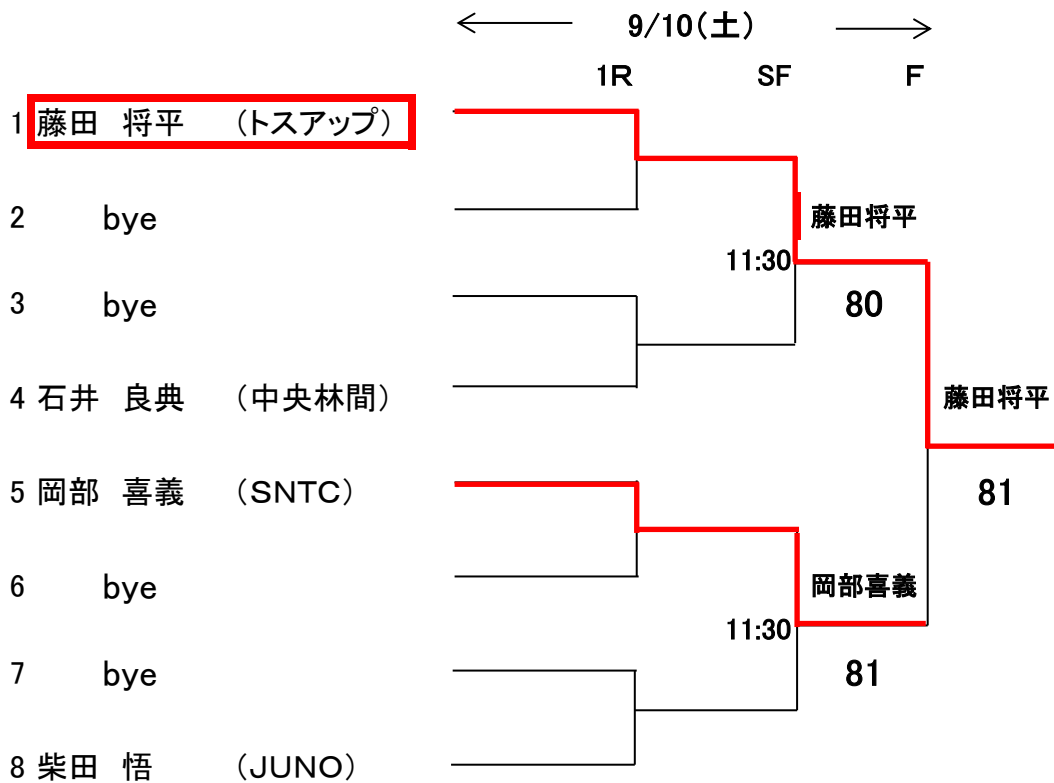 9/10(土)
1R SF F
1 藤田 将平 (トスアップ)
2 bye
藤田将平
11:30
3 bye
80
4 石井 良典 (中央林間)
藤田将平
5 岡部 喜義 (SNTC)
81
6 bye
岡部喜義
11:30
7 bye
81
8 柴田 悟 (JUNO)